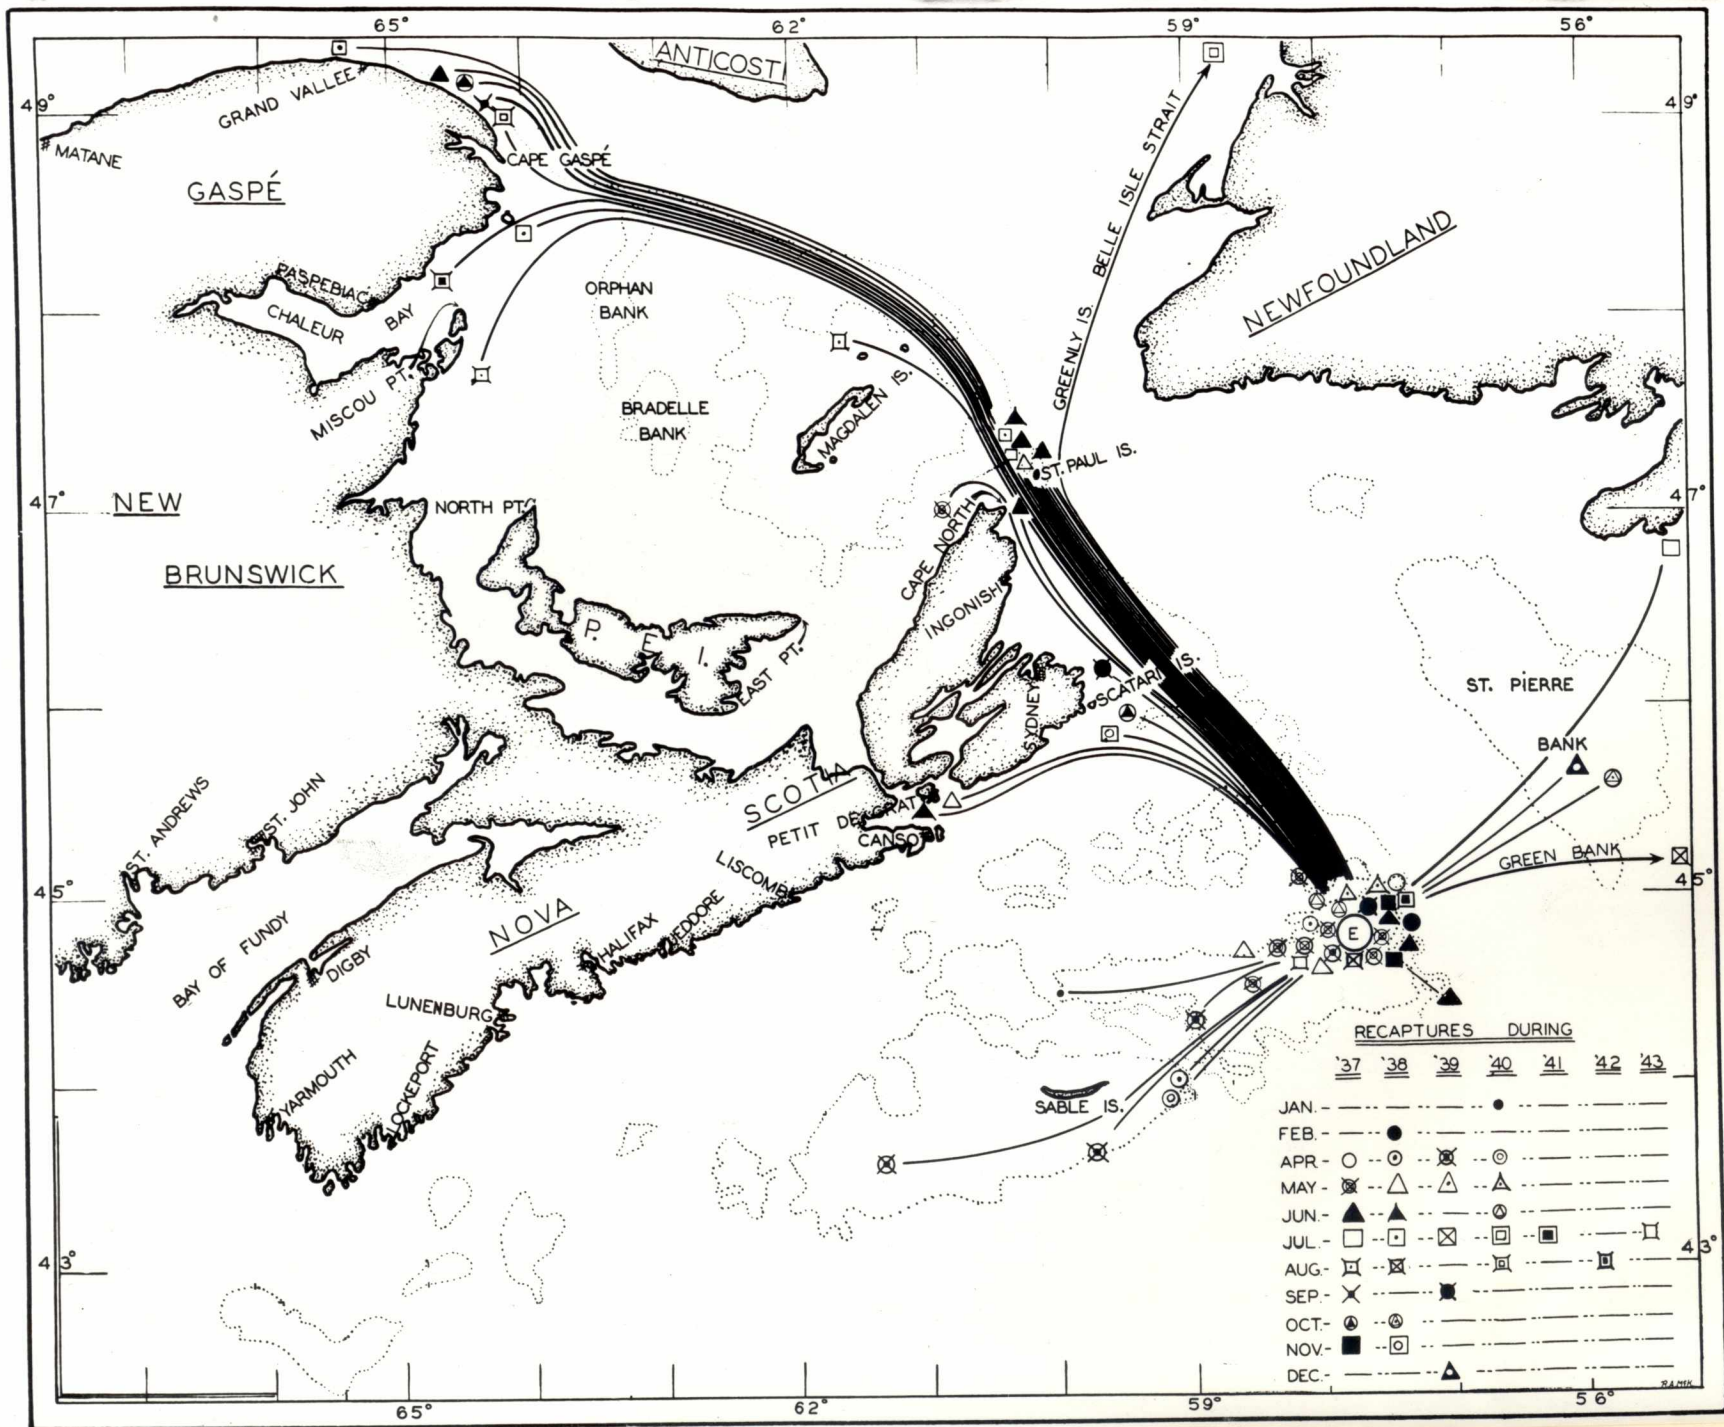 65° 62° 59° 56°
ANTICOSTI
GRAND VALLEE
49° 49°
MATANE
CAPE GASPÉ
GASPÉ
GREENLY IS. BELLE ISLE STRAIT
NEWFOUNDLAND
PASPEBIAC
CHALEUR BAY
ORPHAN
BANK
MISCOU PT.
BRADELLE
BANK
MAGDALEN IS.
ST. PAUL IS.
47° 47°
NEW
BRUNSWICK
NORTH PT.
CAPE NORTH
INGONISH
P. E. I.
EAST PT.
SCATARI IS.
SYDNEY
ST. PIERRE
BANK
ST. ANDREWS
ST. JOHN
SCOTIA
PETIT DE GRAT
CANSO
GREEN BANK
LISCOMB
45° 45°
NOVA
JEDDORE
HALIFAX
BAY OF FUNDY
DIGBY
E
LUNENBURG
YARMOUTH
LOCKEPORT
SABLE IS.
RECAPTURES DURING
'37 '38 '39 '40 '41 '42 '43
JAN.
FEB.
APR
MAY
JUN.
JUL.
AUG.
SEP.
OCT.
NOV.
DEC.
43° 43°
65° 62° 59° 56°